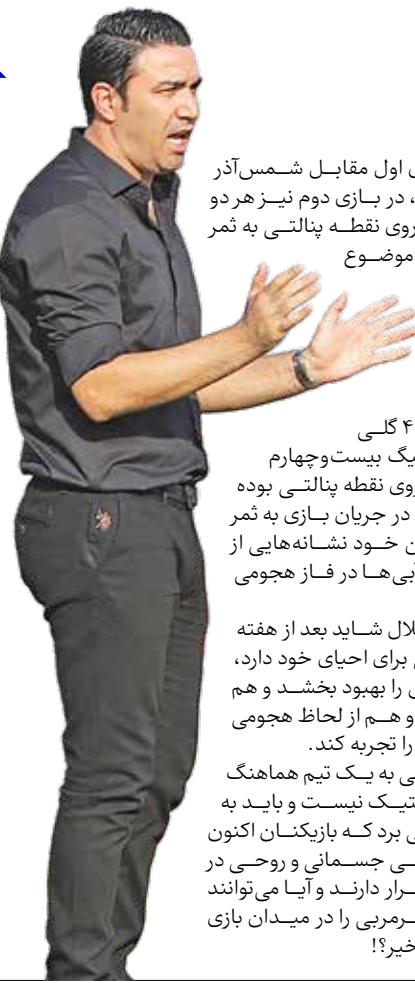 ی اول مقابل شمس‌آذر
، در بازی دوم نیز هر دو
روی نقطه پنالتی به ثمر
موضوع
۴ گلی
یگ بیست‌وچهارم
روی نقطه پنالتی بوده
در جریان بازی به ثمر
ن خود نشانه‌هایی از
آبی‌ها در فاز هجومی
لال شاید بعد از هفته
ی برای احیای خود دارد،
ی را بهبود بخشد و هم
و هم از لحاظ هجومی
را تجربه کند.
ی به یک تیم هماهنگ
تیک نیست و باید به
ی برد که بازیکنان اکنون
ی جسمانی و روحی در
رار دارند و آیا می‌توانند
رمربی را در میدان بازی
خیر؟!